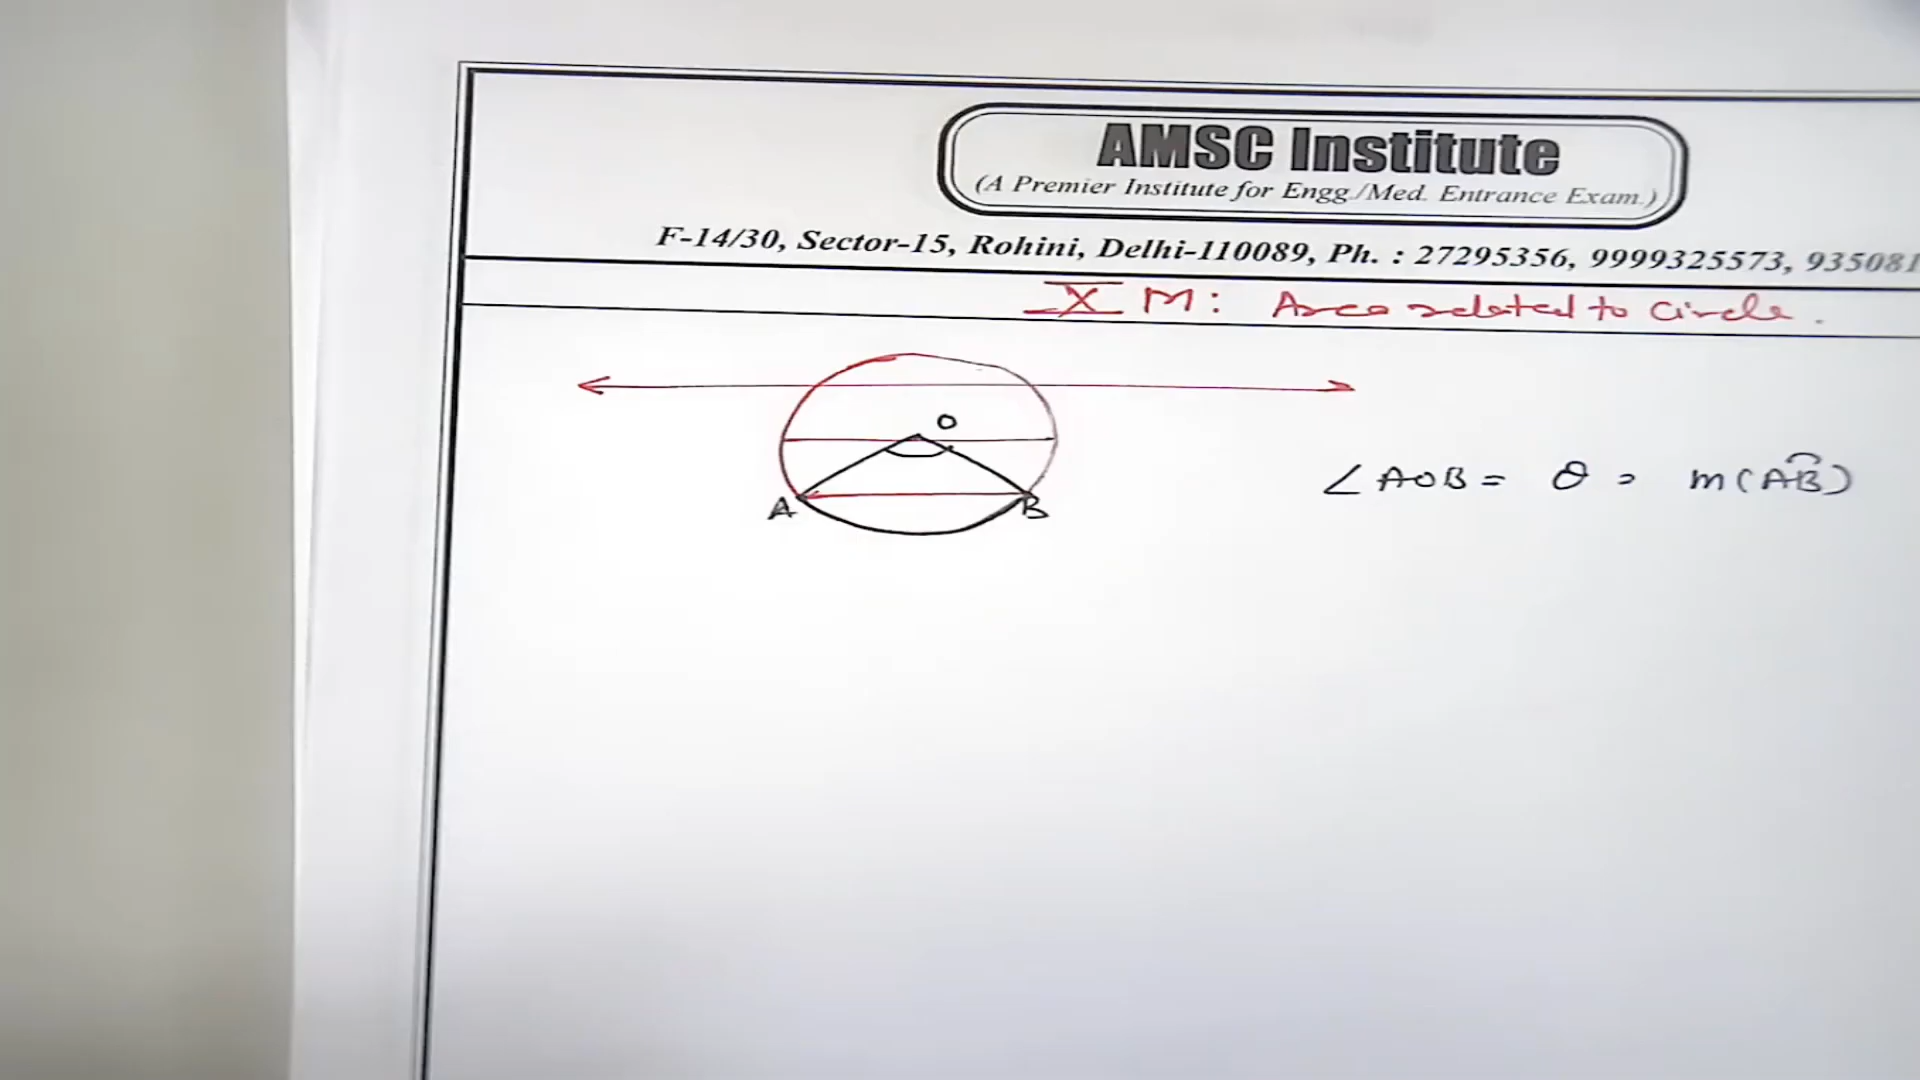 AMSC Institute
(A Premier Institute for Engg./Med. Entrance Exam.)
F-14/30, Sector-15, Rohini, Delhi-110089, Ph. : 27295356, 9999325573, 935081
X M: Area related to Circle.
O
∠AOB = θ = m(A͡B)
A B